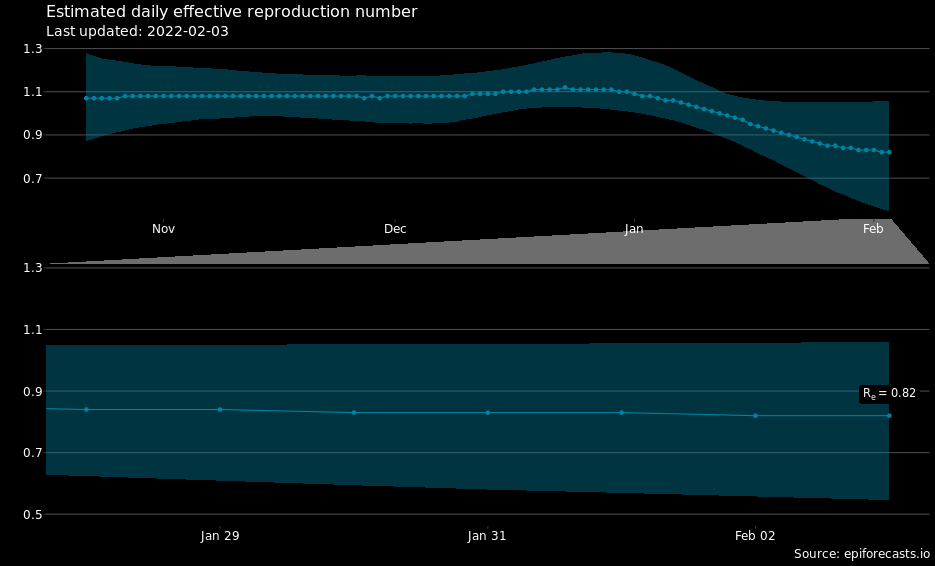 Estimated daily effective reproduction number
Last updated: 2022-02-03
1.3
1.1
0.9
0.7
Nov Dec Jan Feb
1.3
1.1
0.9
Re = 0.82
0.7
0.5
Jan 29 Jan 31 Feb 02
Source: epiforecasts.io